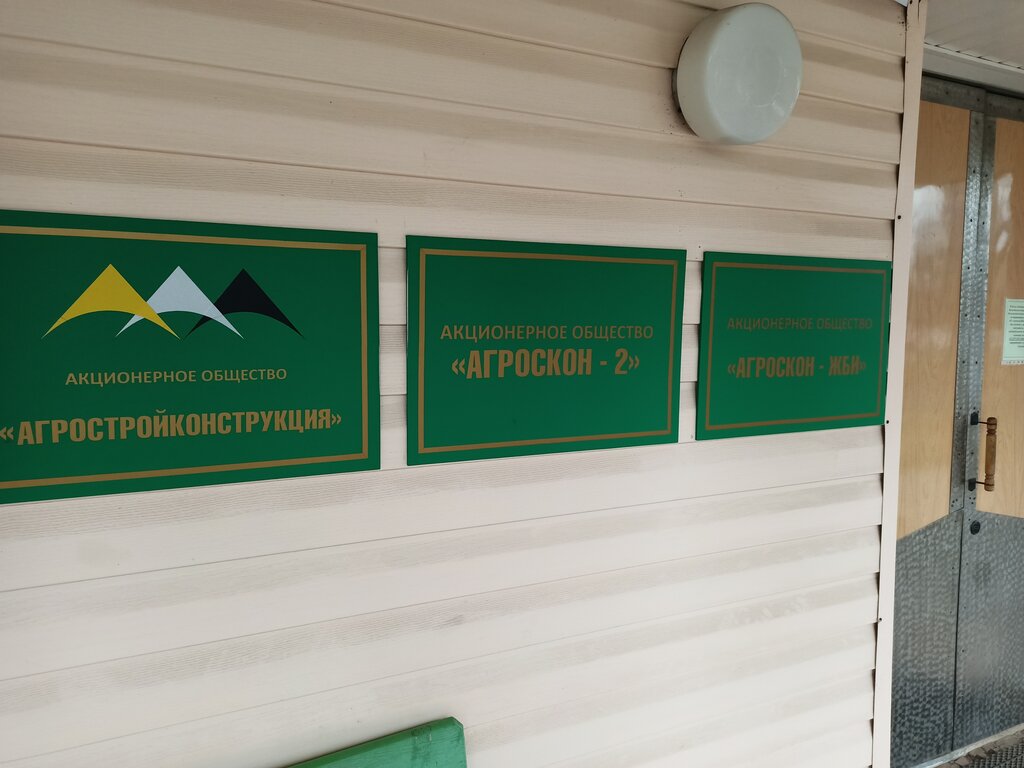 АКЦИОНЕРНОЕ ОБЩЕСТВО
«АГРОСТРОЙКОНСТРУКЦИЯ»
АКЦИОНЕРНОЕ ОБЩЕСТВО
«АГРОСКОН - 2»
АКЦИОНЕРНОЕ ОБЩЕСТВО
«АГРОСКОН - ЖБИ»